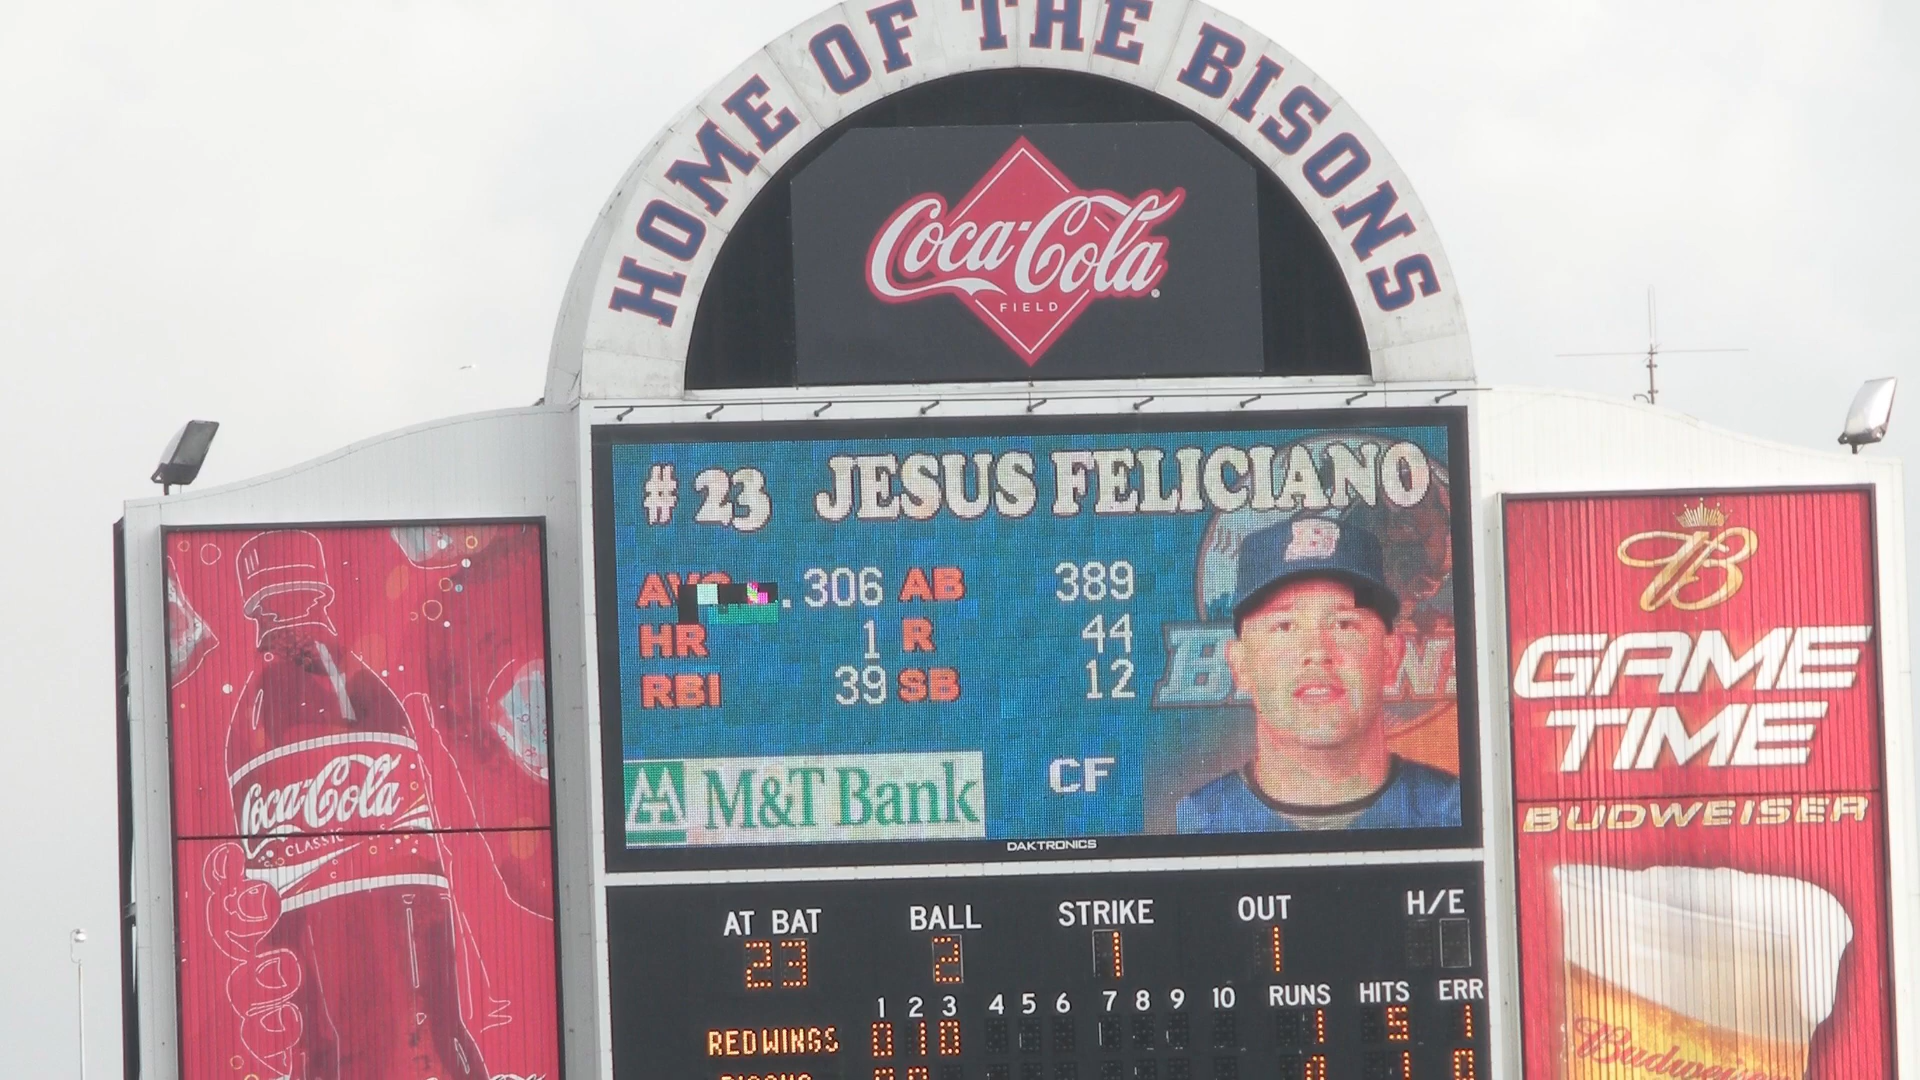 HOME OF THE BISONS
Coca-Cola
FIELD
# 23 JESUS FELICIANO
.306 AB 389
HR 1 R 44
RBI 39 SB 12
M&T Bank
CF
DAKTRONICS
AT BAT BALL STRIKE OUT H/E
23 2 1 1
1 2 3 4 5 6 7 8 9 10 RUNS HITS ERR
REDWINGS 0 1 0 1 5 1
Coca-Cola
CLASSIC
B
GAME
TIME
BUDWEISER
Budweiser